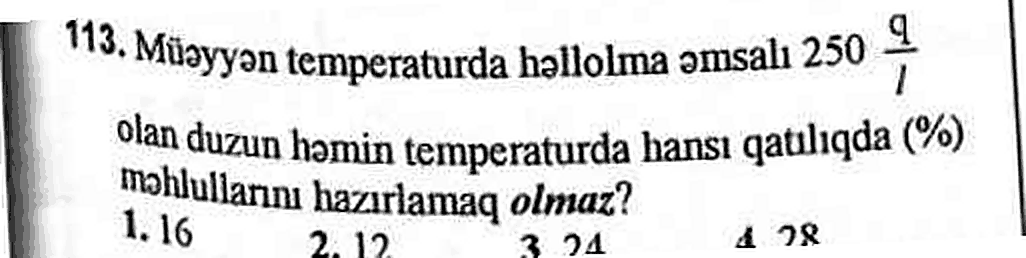 113. Müəyyən temperaturda həllolma əmsalı 250 q/l
olan duzun həmin temperaturda hansı qatılıqda (%)
məhlullarını hazırlamaq olmaz?
1. 16 2. 12 3. 24 4. 28